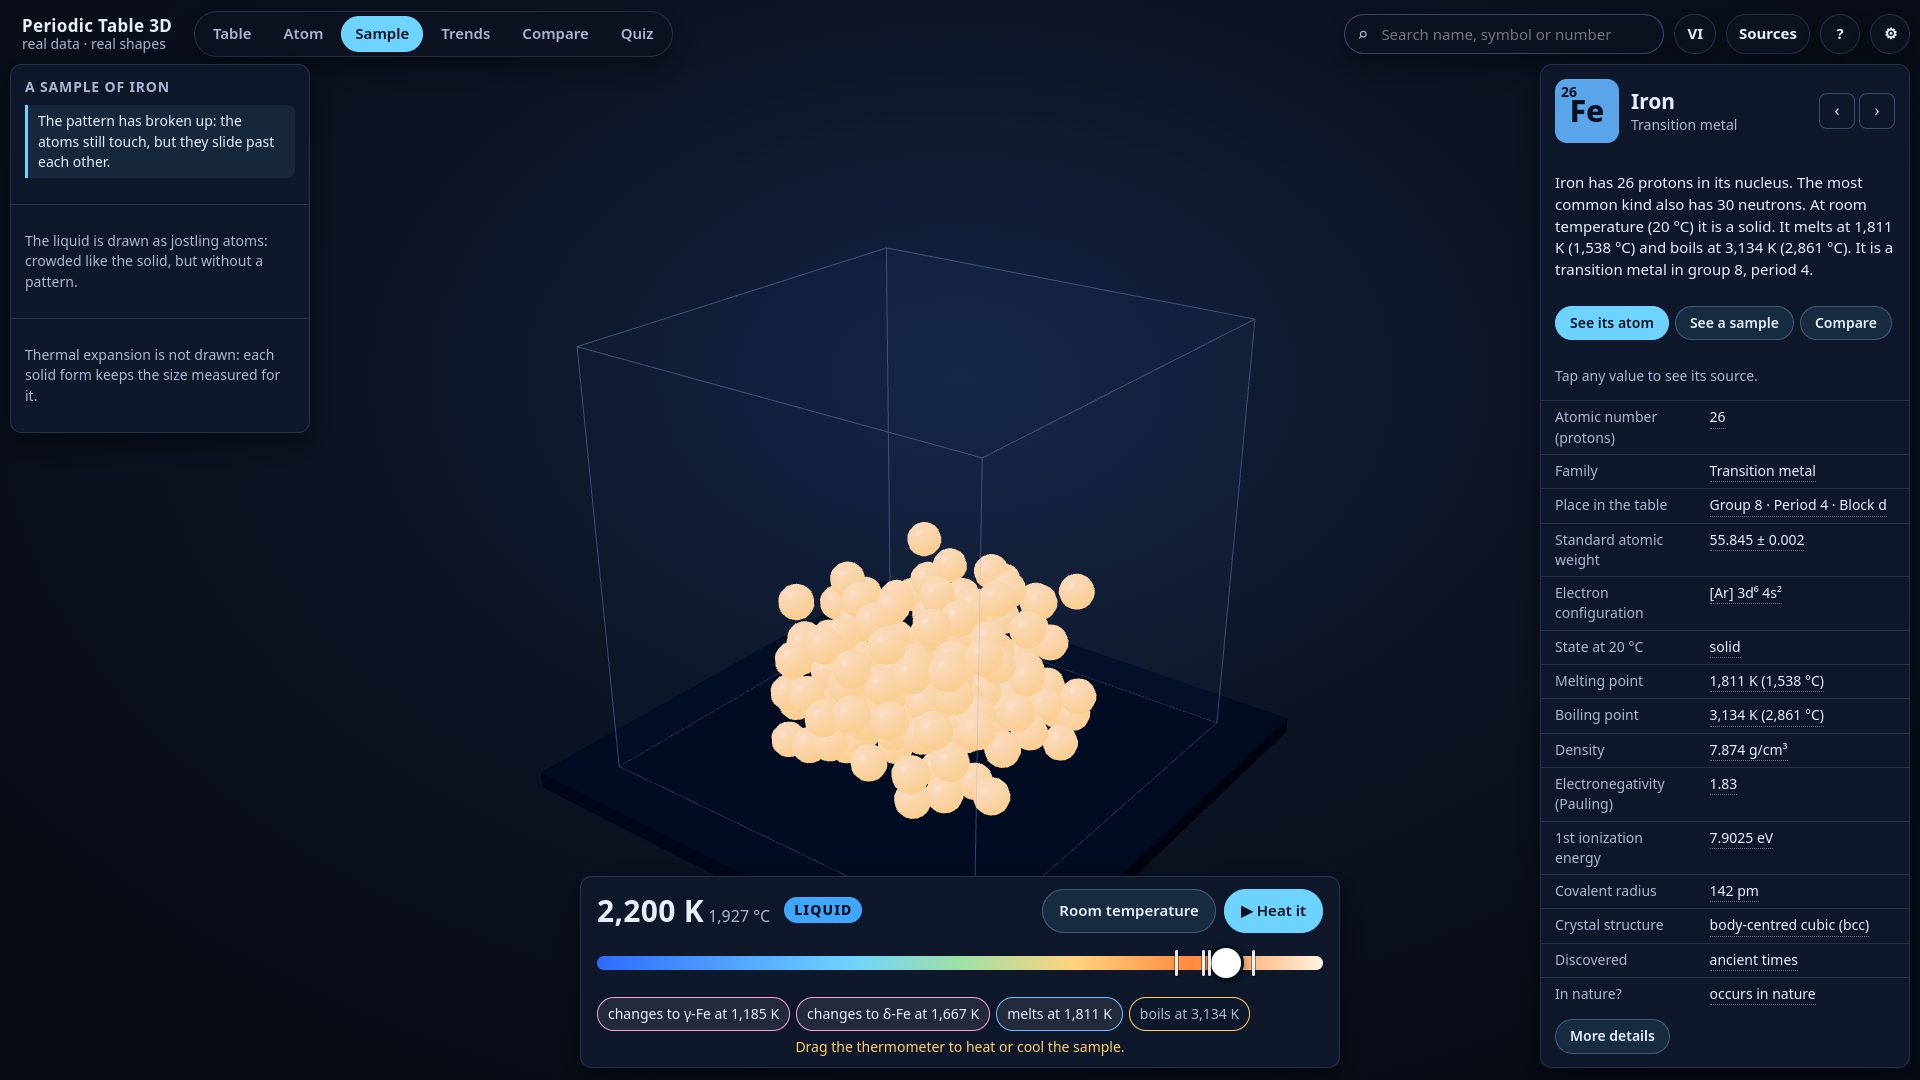 Periodic Table 3D
real data · real shapes
Table
Atom
Sample
Trends
Compare
Quiz
Search name, symbol or number
VI
Sources
?
A SAMPLE OF IRON
The pattern has broken up: the
atoms still touch, but they slide past
each other.
The liquid is drawn as jostling atoms:
crowded like the solid, but without a
pattern.
Thermal expansion is not drawn: each
solid form keeps the size measured for
it.
26
Fe
Iron
Transition metal
‹
›
Iron has 26 protons in its nucleus. The most
common kind also has 30 neutrons. At room
temperature (20 °C) it is a solid. It melts at 1,811
K (1,538 °C) and boils at 3,134 K (2,861 °C). It is a
transition metal in group 8, period 4.
See its atom
See a sample
Compare
Tap any value to see its source.
Atomic number
(protons)
26
Family
Transition metal
Place in the table
Group 8 · Period 4 · Block d
Standard atomic
weight
55.845 ± 0.002
Electron
configuration
[Ar] 3d⁶ 4s²
State at 20 °C
solid
Melting point
1,811 K (1,538 °C)
Boiling point
3,134 K (2,861 °C)
Density
7.874 g/cm³
Electronegativity
(Pauling)
1.83
1st ionization
energy
7.9025 eV
Covalent radius
142 pm
Crystal structure
body-centred cubic (bcc)
Discovered
ancient times
In nature?
occurs in nature
More details
2,200 K 1,927 °C
LIQUID
Room temperature
▶ Heat it
changes to γ-Fe at 1,185 K
changes to δ-Fe at 1,667 K
melts at 1,811 K
boils at 3,134 K
Drag the thermometer to heat or cool the sample.